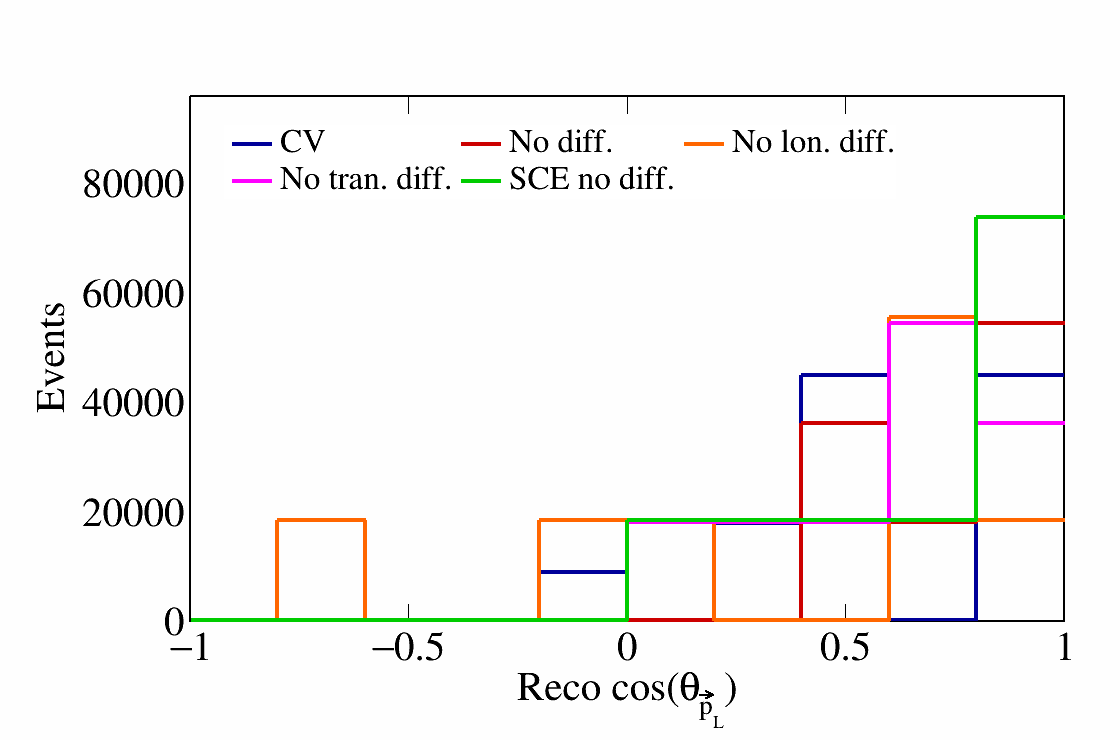 CV No diff. No lon. diff.
No tran. diff. SCE no diff.
80000
60000
40000
20000
0
Events
−1 −0.5 0 0.5 1
Reco cos(θ p⃗ L )